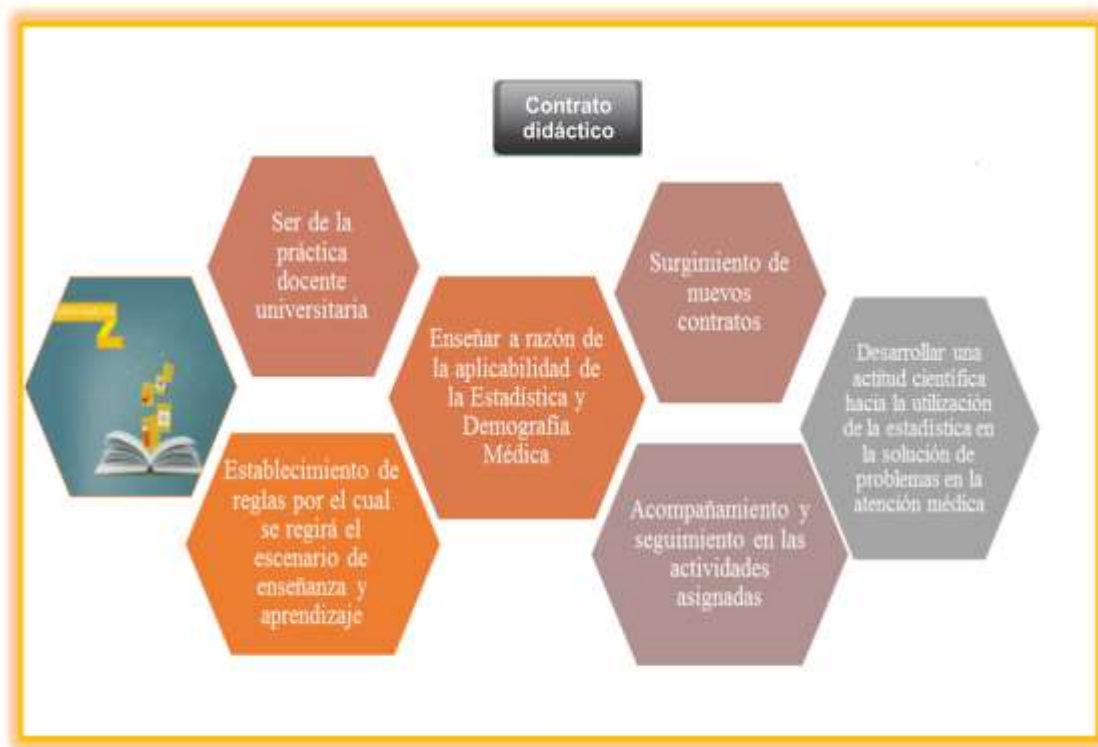 Contrato
didáctico
Ser de la
práctica
docente
universitaria
Establecimiento de
reglas por el cual
se regirá el
escenario de
enseñanza y
aprendizaje
Enseñar a razón de
la aplicabilidad de
la Estadística y
Demografía
Médica
Surgimiento de
nuevos
contratos
Acompañamiento y
seguimiento en las
actividades
asignadas
Desarrollar una
actitud científica
hacia la utilización
de la estadística en
la solución de
problemas en la
atención médica